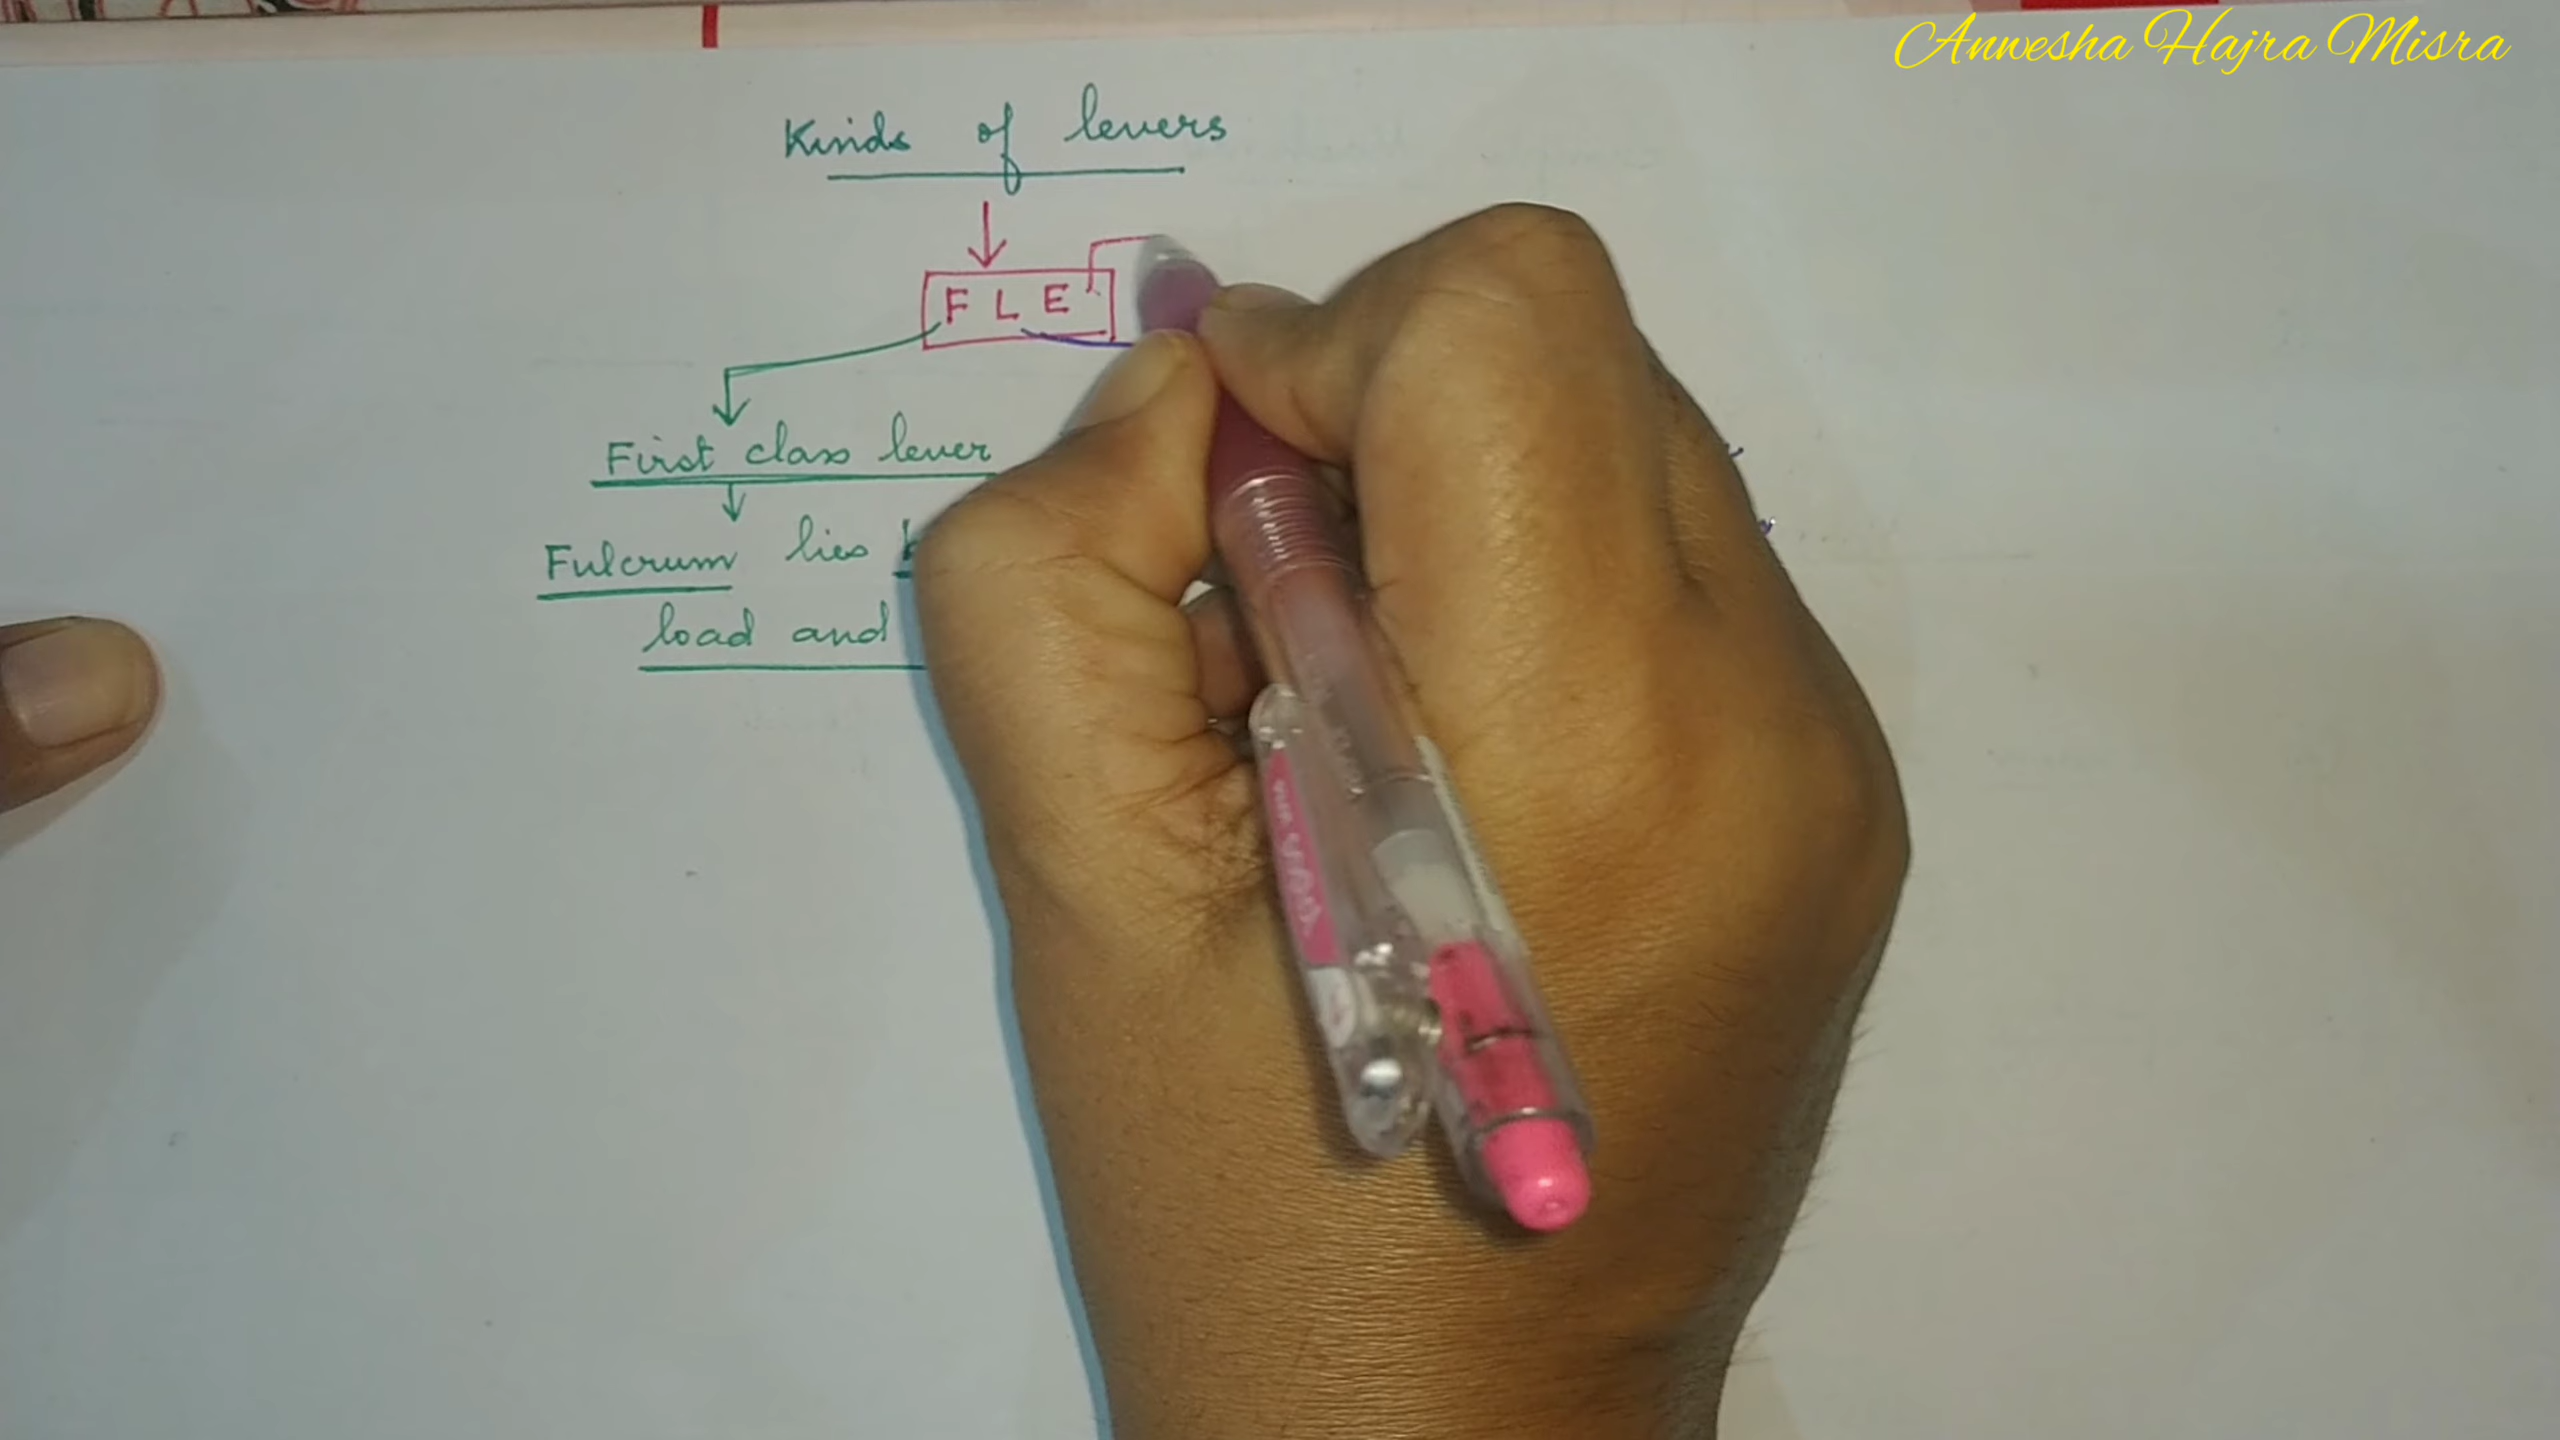 Anwesha Hajra Misra
Kinds of levers
F L E
First class lever
Fulcrum lies
load and